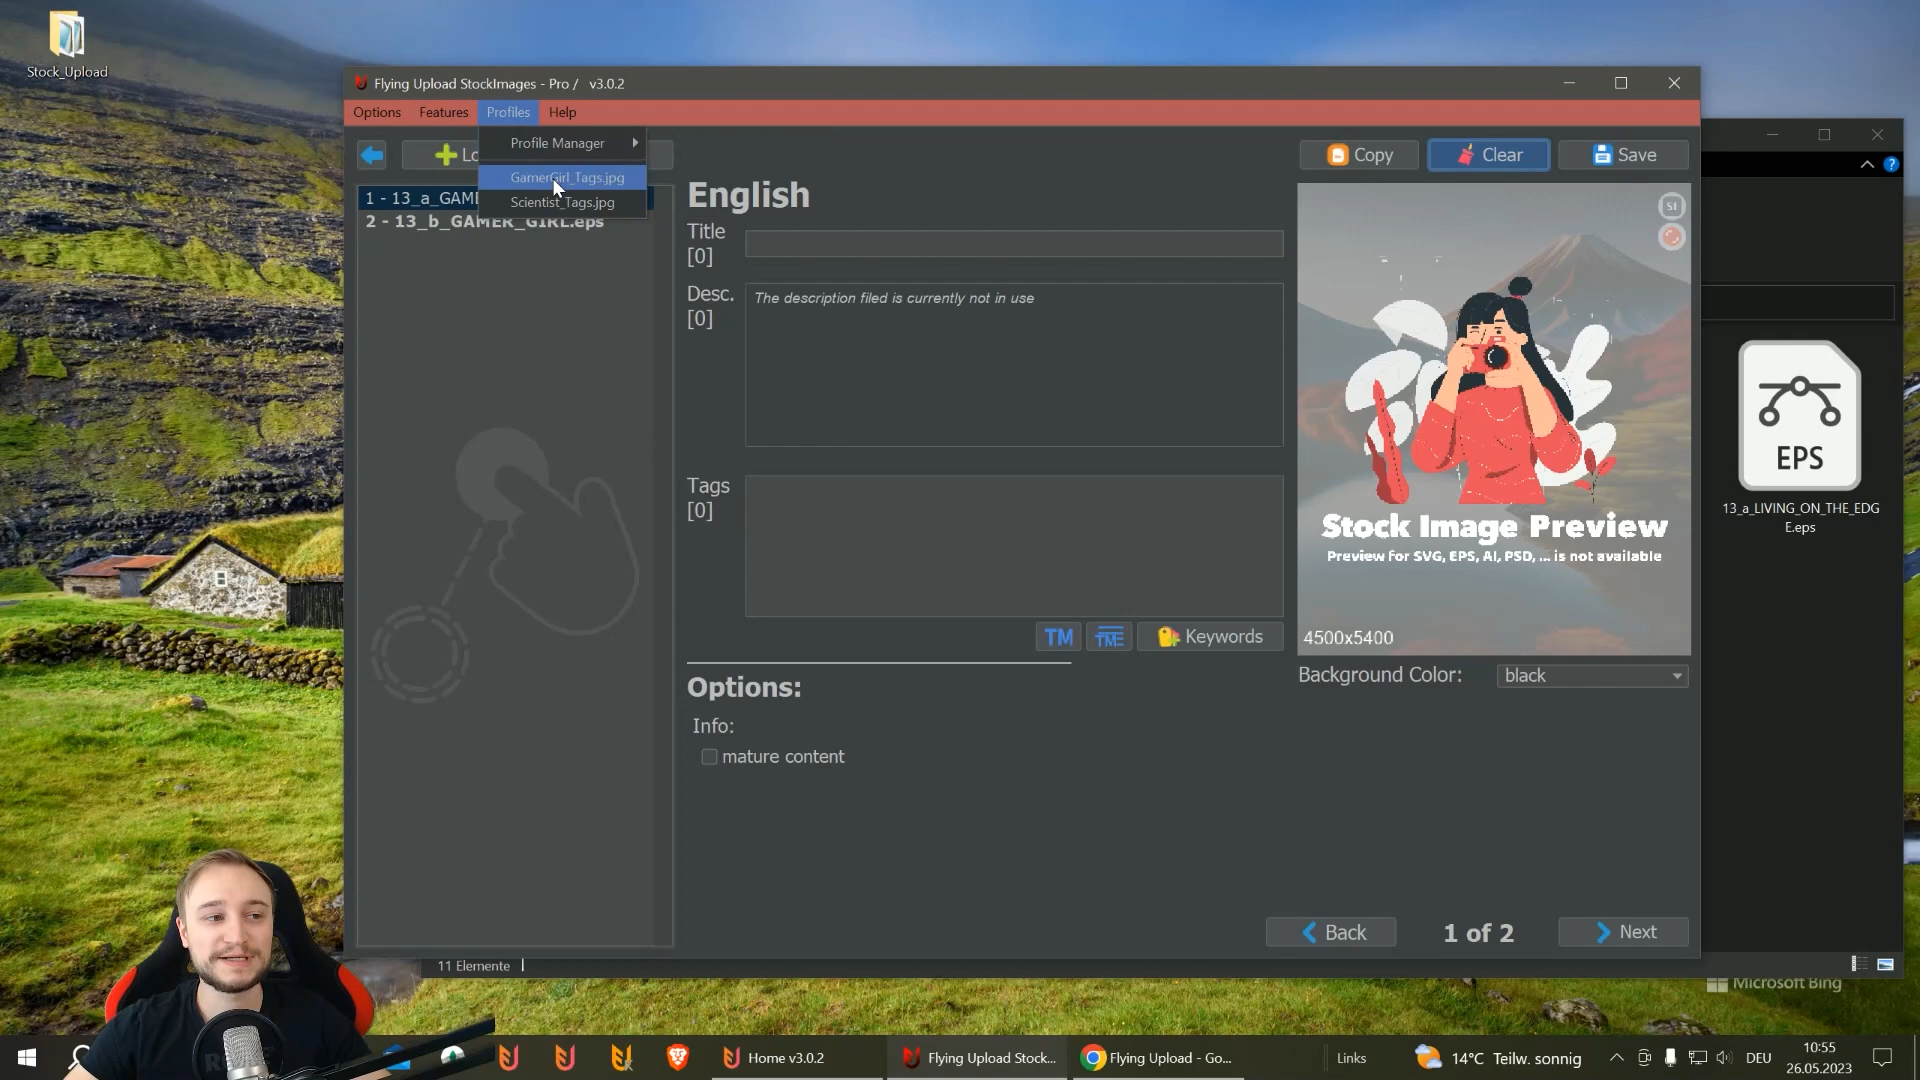 Stock_Upload
Flying Upload StockImages - Pro / v3.0.2
Options Features Profiles Help
Profile Manager
GamerGirl_Tags.jpg
Scientist_Tags.jpg
Copy
Clear
Save
1 - 13_a_GAM
2 - 13_b_GAMER_GIRL.eps
English
Title
[0]
Desc.
[0]
The description filed is currently not in use
Tags
[0]
TM
TM
Keywords
Options:
Info:
mature content
St
Stock Image Preview
Preview for SVG, EPS, AI, PSD, ... is not available
4500x5400
Background Color:
black
Back
1 of 2
Next
?
EPS
13_a_LIVING_ON_THE_EDG
E.eps
11 Elemente
Microsoft Bing
Home v3.0.2
Flying Upload Stock...
Flying Upload - Go...
Links
14°C Teilw. sonnig
DEU
10:55
26.05.2023